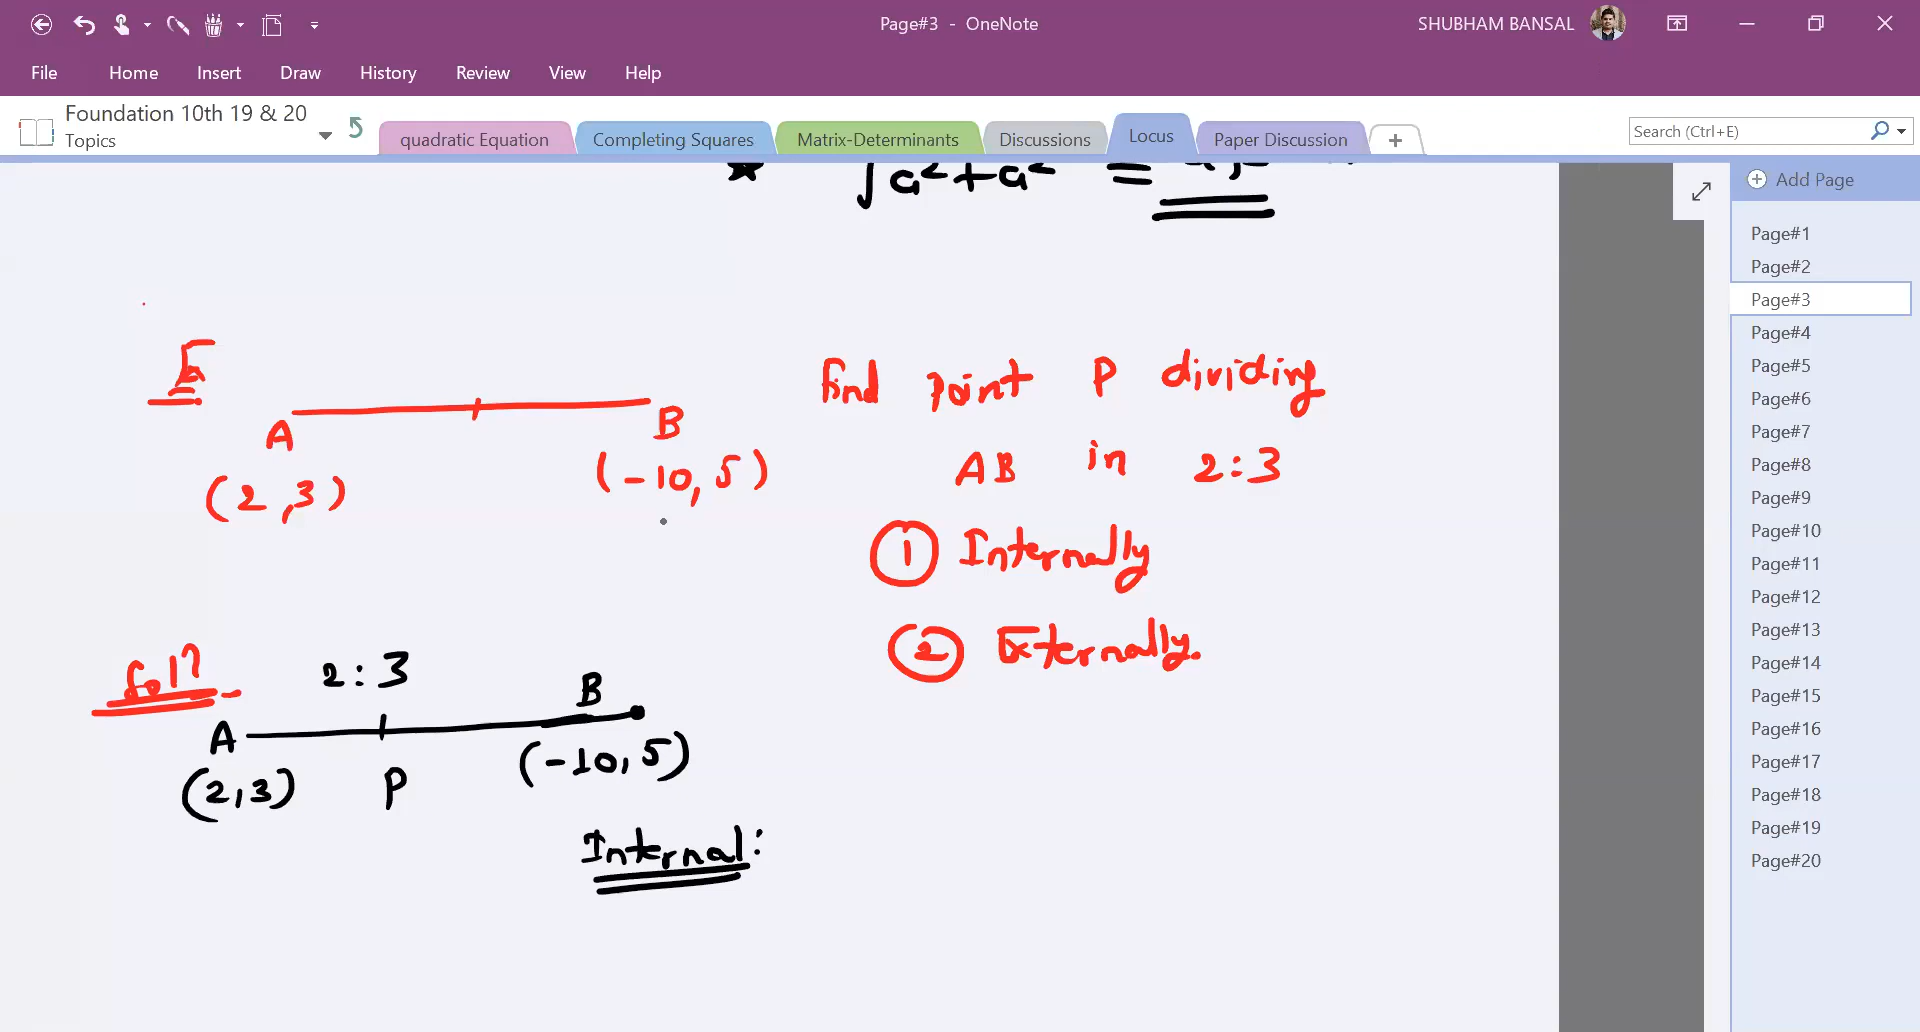 Page#3 - OneNote
SHUBHAM BANSAL
File Home Insert Draw History Review View Help
Foundation 10th 19 & 20
Topics
quadratic Equation Completing Squares Matrix-Determinants Discussions Locus Paper Discussion +
Search (Ctrl+E)
Add Page
Page#1
Page#2
Page#3
Page#4
Page#5
Page#6
Page#7
Page#8
Page#9
Page#10
Page#11
Page#12
Page#13
Page#14
Page#15
Page#16
Page#17
Page#18
Page#19
Page#20
√a²+a² =
A B
(2,3) (-10,5)
Find point P dividing
AB in 2:3
① Internally
② Externally.
Sol?
2:3
A B
(2,3) P (-10,5)
Internal: